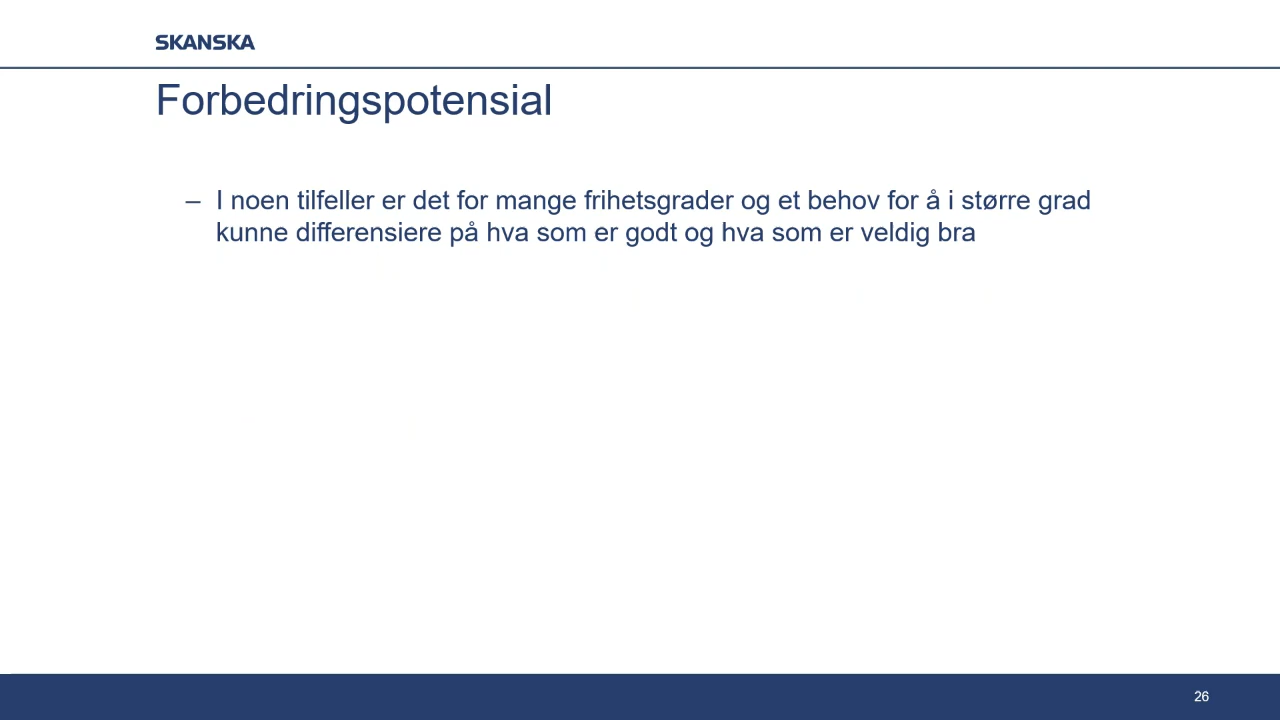 SKANSKA
Forbedringspotensial
– I noen tilfeller er det for mange frihetsgrader og et behov for å i større grad
kunne differensiere på hva som er godt og hva som er veldig bra
26